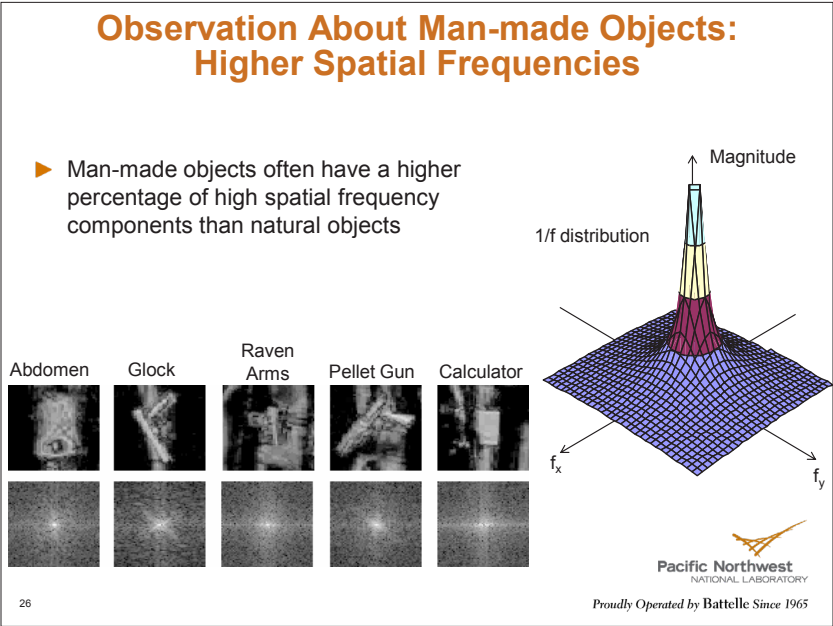 Observation About Man-made Objects:
Higher Spatial Frequencies
► Man-made objects often have a higher
percentage of high spatial frequency
components than natural objects
Magnitude
1/f distribution
Abdomen
Glock
Raven
Arms
Pellet Gun
Calculator
fx
fy
Pacific Northwest
NATIONAL LABORATORY
26
Proudly Operated by Battelle Since 1965